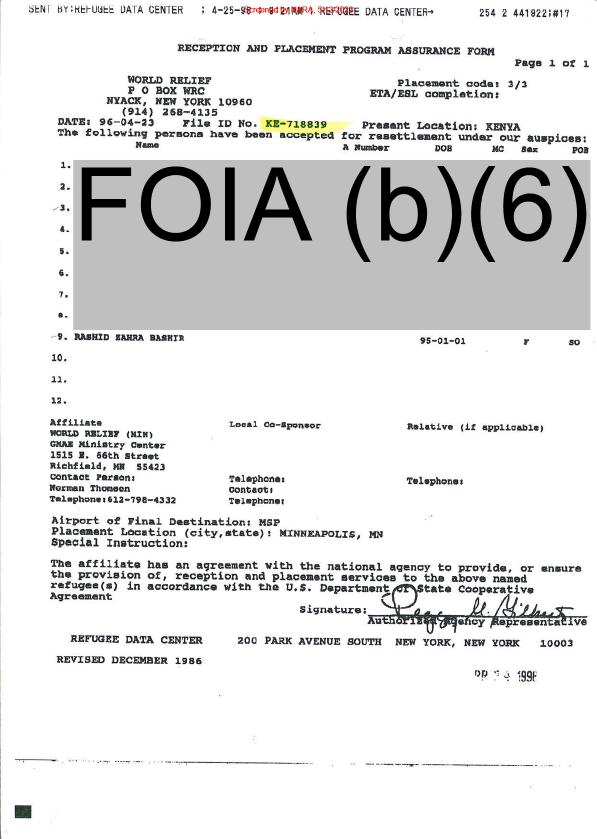 SENT BY:REFUGEE DATA CENTER ; 4-25-96 ; REFUGEE DATA CENTER→ 254 2 441822;#17
RECEPTION AND PLACEMENT PROGRAM ASSURANCE FORM
Page 1 of 1
WORLD RELIEF Placement code: 3/3
P O BOX WRC ETA/ESL completion:
NYACK, NEW YORK 10960
(914) 268-4135
DATE: 96-04-23 File ID No. KE-718839 Present Location: KENYA
The following persons have been accepted for resettlement under our auspices:
Name A Number DOB MC Sex POB
1.
2.
3.
4.
5.
6.
7.
8.
FOIA (b)(6)
9. RASHID ZAHRA BASHIR 95-01-01 F SO
10.
11.
12.
Affiliate Local Co-Sponsor Relative (if applicable)
WORLD RELIEF (MIN)
CMAE Ministry Center
1515 E. 66th Street
Richfield, MN 55423
Contact Person: Telephone: Telephone:
Norman Thomsen Contact:
Telephone:612-798-4332 Telephone:
Airport of Final Destination: MSP
Placement Location (city,state): MINNEAPOLIS, MN
Special Instruction:
The affiliate has an agreement with the national agency to provide, or ensure
the provision of, reception and placement services to the above named
refugee(s) in accordance with the U.S. Department of State Cooperative
Agreement
Signature:
Authorized Agency Representative
REFUGEE DATA CENTER 200 PARK AVENUE SOUTH NEW YORK, NEW YORK 10003
REVISED DECEMBER 1986